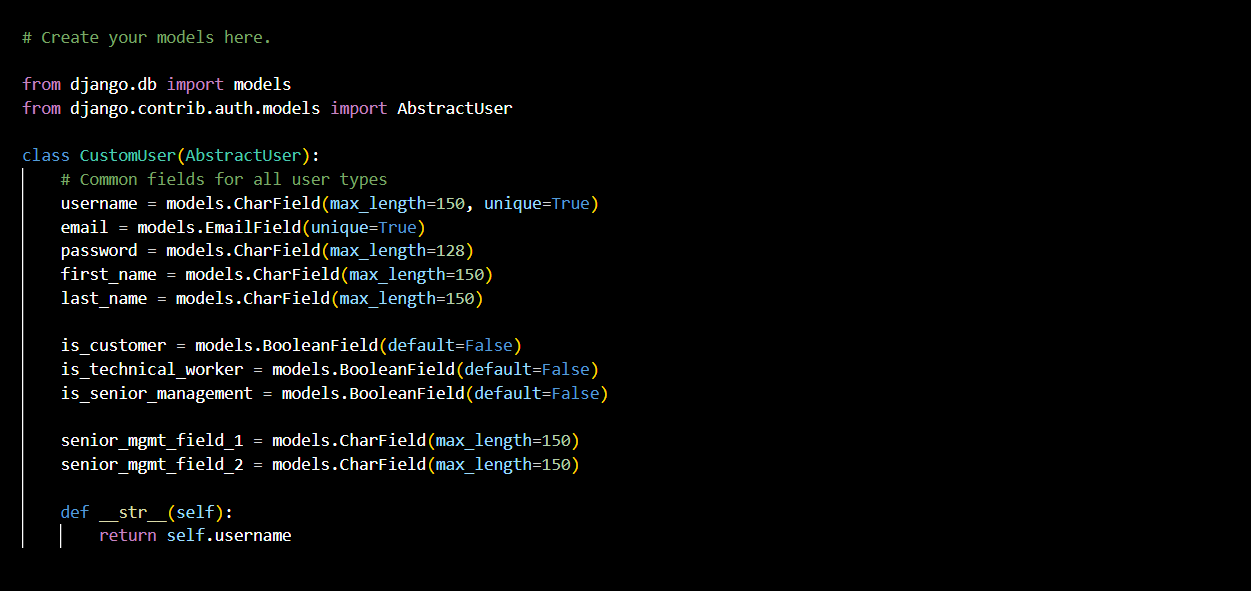 # Create your models here.
from django.db import models
from django.contrib.auth.models import AbstractUser
class CustomUser(AbstractUser):
    # Common fields for all user types
    username = models.CharField(max_length=150, unique=True)
    email = models.EmailField(unique=True)
    password = models.CharField(max_length=128)
    first_name = models.CharField(max_length=150)
    last_name = models.CharField(max_length=150)
    is_customer = models.BooleanField(default=False)
    is_technical_worker = models.BooleanField(default=False)
    is_senior_management = models.BooleanField(default=False)
    senior_mgmt_field_1 = models.CharField(max_length=150)
    senior_mgmt_field_2 = models.CharField(max_length=150)
    def __str__(self):
        return self.username